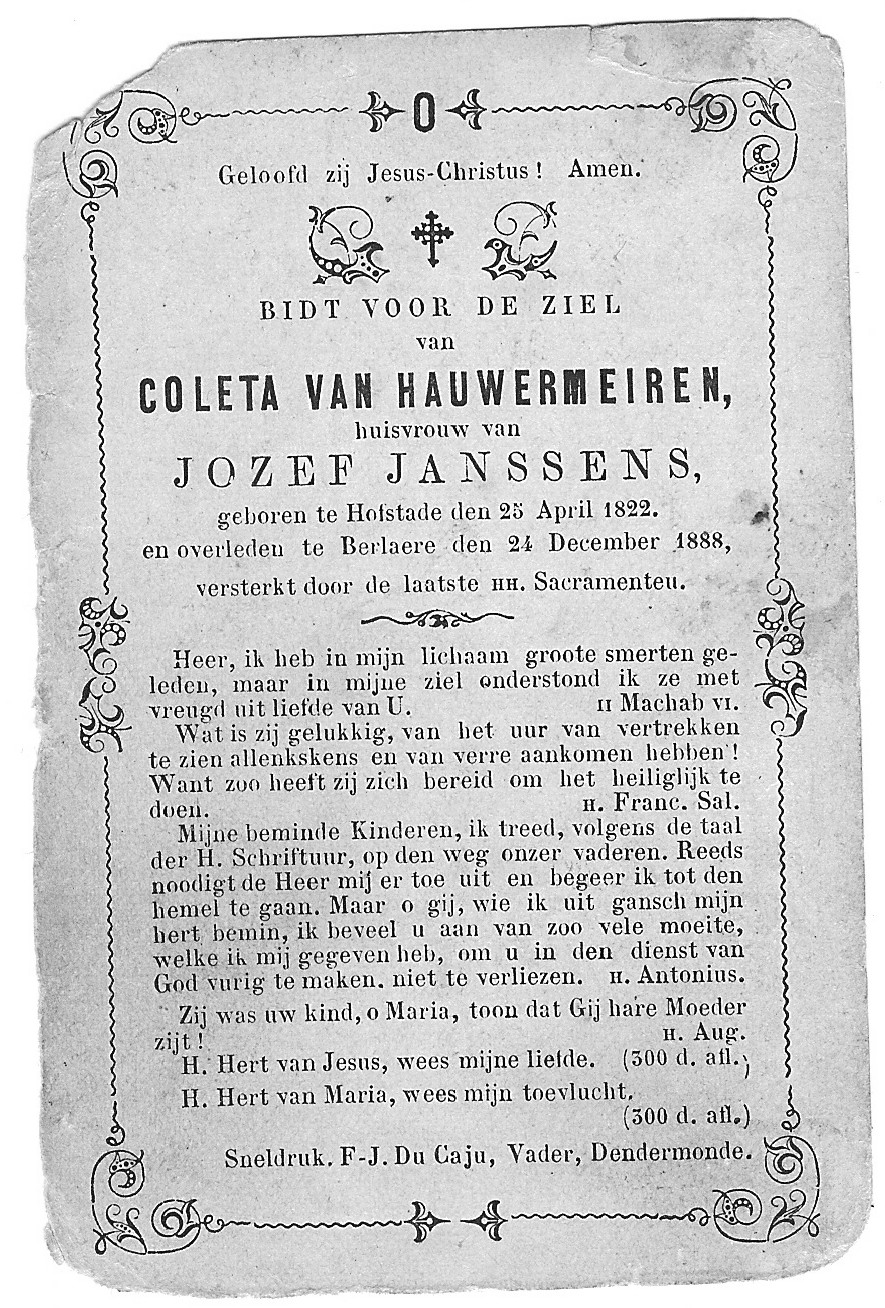 O
Geloofd zij Jesus-Christus! Amen.
BIDT VOOR DE ZIEL
van
COLETA VAN HAUWERMEIREN,
huisvrouw van
JOZEF JANSSENS,
geboren te Hofstade den 25 April 1822.
en overleden te Berlaere den 24 December 1888,
versterkt door de laatste HH. Sacramenteu.
Heer, ik heb in mijn lichaam groote smerten ge-
leden, maar in mijne ziel onderstond ik ze met
vreugd uit liefde van U. II Machab VI.
Wat is zij gelukkig, van het uur van vertrekken
te zien allenkskens en van verre aankomen hebben!
Want zoo heeft zij zich bereid om het heiliglijk te
doen. H. Franc. Sal.
Mijne beminde Kinderen, ik treed, volgens de taal
der H. Schriftuur, op den weg onzer vaderen. Reeds
noodigt de Heer mij er toe uit en begeer ik tot den
hemel te gaan. Maar o gij, wie ik uit gansch mijn
hert bemin, ik beveel u aan van zoo vele moeite,
welke ik mij gegeven heb, om u in den dienst van
God vurig te maken. niet te verliezen. H. Antonius.
Zij was uw kind, o Maria, toon dat Gij hare Moeder
zijt! H. Aug.
H. Hert van Jesus, wees mijne liefde. (300 d. afl.)
H. Hert van Maria, wees mijn toevlucht.
(300 d. afl.)
Sneldruk. F-J. Du Caju, Vader, Dendermonde.